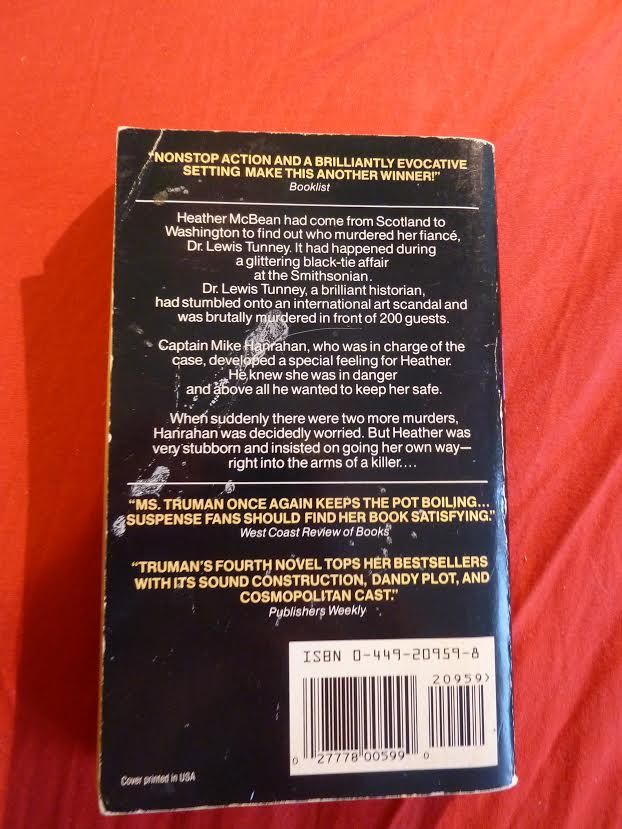 "NONSTOP ACTION AND A BRILLIANTLY EVOCATIVE
SETTING MAKE THIS ANOTHER WINNER!"
Booklist
Heather McBean had come from Scotland to
Washington to find out who murdered her fiancé,
Dr. Lewis Tunney. It had happened during
a glittering black-tie affair
at the Smithsonian.
Dr. Lewis Tunney, a brilliant historian,
had stumbled onto an international art scandal and
was brutally murdered in front of 200 guests.
Captain Mike Hanrahan, who was in charge of the
case, developed a special feeling for Heather.
He knew she was in danger
and above all he wanted to keep her safe.
When suddenly there were two more murders,
Hanrahan was decidedly worried. But Heather was
very stubborn and insisted on going her own way—
right into the arms of a killer....
"MS. TRUMAN ONCE AGAIN KEEPS THE POT BOILING...
SUSPENSE FANS SHOULD FIND HER BOOK SATISFYING."
West Coast Review of Books
"TRUMAN'S FOURTH NOVEL TOPS HER BESTSELLERS
WITH ITS SOUND CONSTRUCTION, DANDY PLOT, AND
COSMOPOLITAN CAST."
Publishers Weekly
ISBN 0-449-20959-8
20959>
0 27778 00599 0
Cover printed in USA